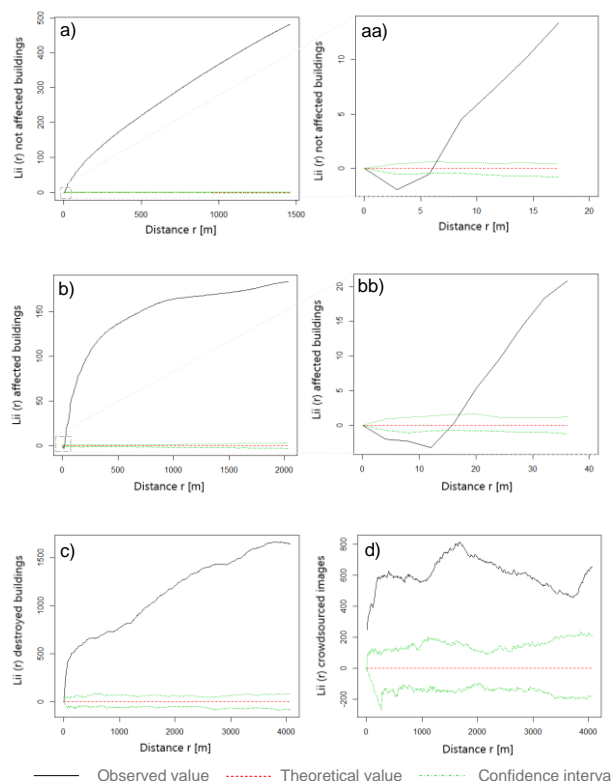 a)
Lii (r) not affected buildings
0 100 200 300 400 500
0 500 1000 1500
Distance r [m]
aa)
Lii (r) not affected buildings
0 5 10
0 5 10 15 20
Distance r [m]
b)
Lii (r) affected buildings
0 50 100 150
0 500 1000 1500 2000
Distance r [m]
bb)
Lii (r) affected buildings
0 5 10 15 20
0 10 20 30 40
Distance r [m]
c)
Lii (r) destroyed buildings
0 500 1000 1500
0 1000 2000 3000 4000
Distance r [m]
d)
Lii (r) crowdsourced images
-200 0 200 400 600 800
0 1000 2000 3000 4000
Distance r [m]
Observed value Theoretical value Confidence interva